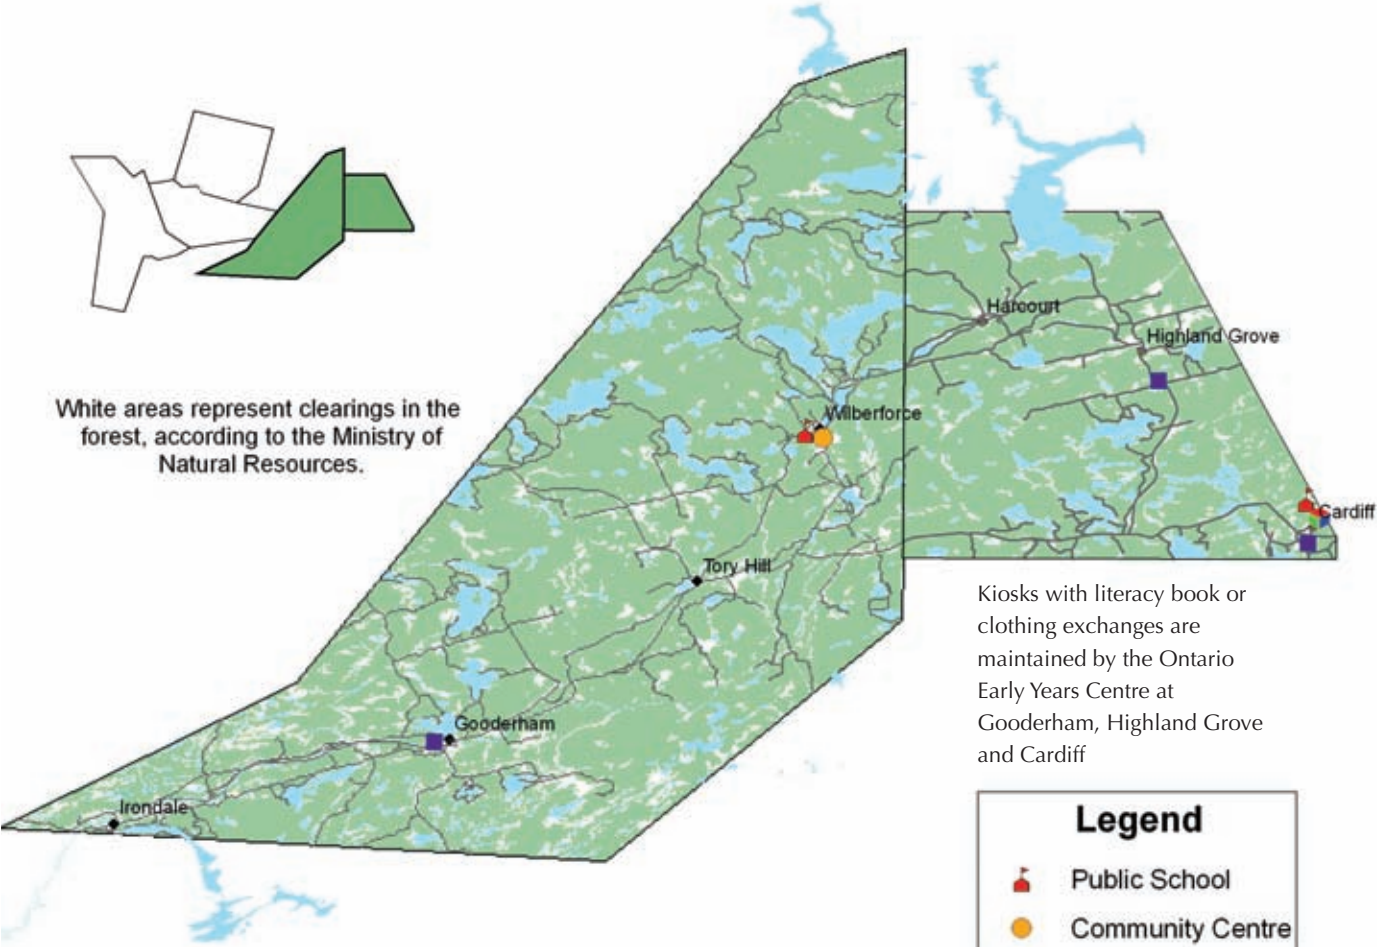 Harcourt
Highland Grove
White areas represent clearings in the
forest, according to the Ministry of
Natural Resources.
Wilberforce
Cardiff
Tory Hill
Kiosks with literacy book or
clothing exchanges are
maintained by the Ontario
Early Years Centre at
Gooderham, Highland Grove
and Cardiff
Gooderham
Irondale
Legend
Public School
Community Centre